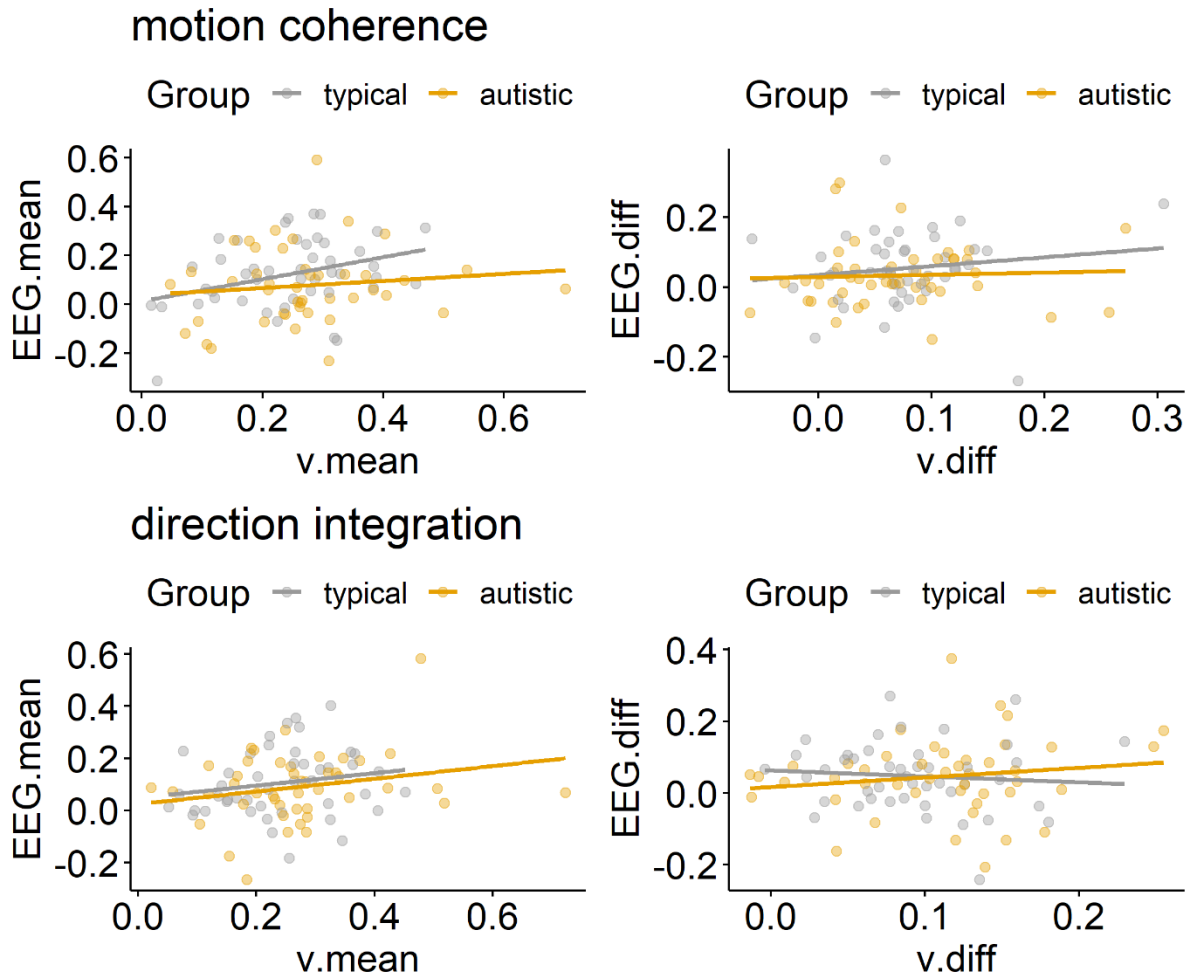 motion coherence
Group typical autistic
EEG.mean
0.6
0.4
0.2
0.0
-0.2
0.0 0.2 0.4 0.6
v.mean
Group typical autistic
EEG.diff
0.2
0.0
-0.2
0.0 0.1 0.2 0.3
v.diff
direction integration
Group typical autistic
EEG.mean
0.6
0.4
0.2
0.0
-0.2
0.0 0.2 0.4 0.6
v.mean
Group typical autistic
EEG.diff
0.4
0.2
0.0
-0.2
0.0 0.1 0.2
v.diff